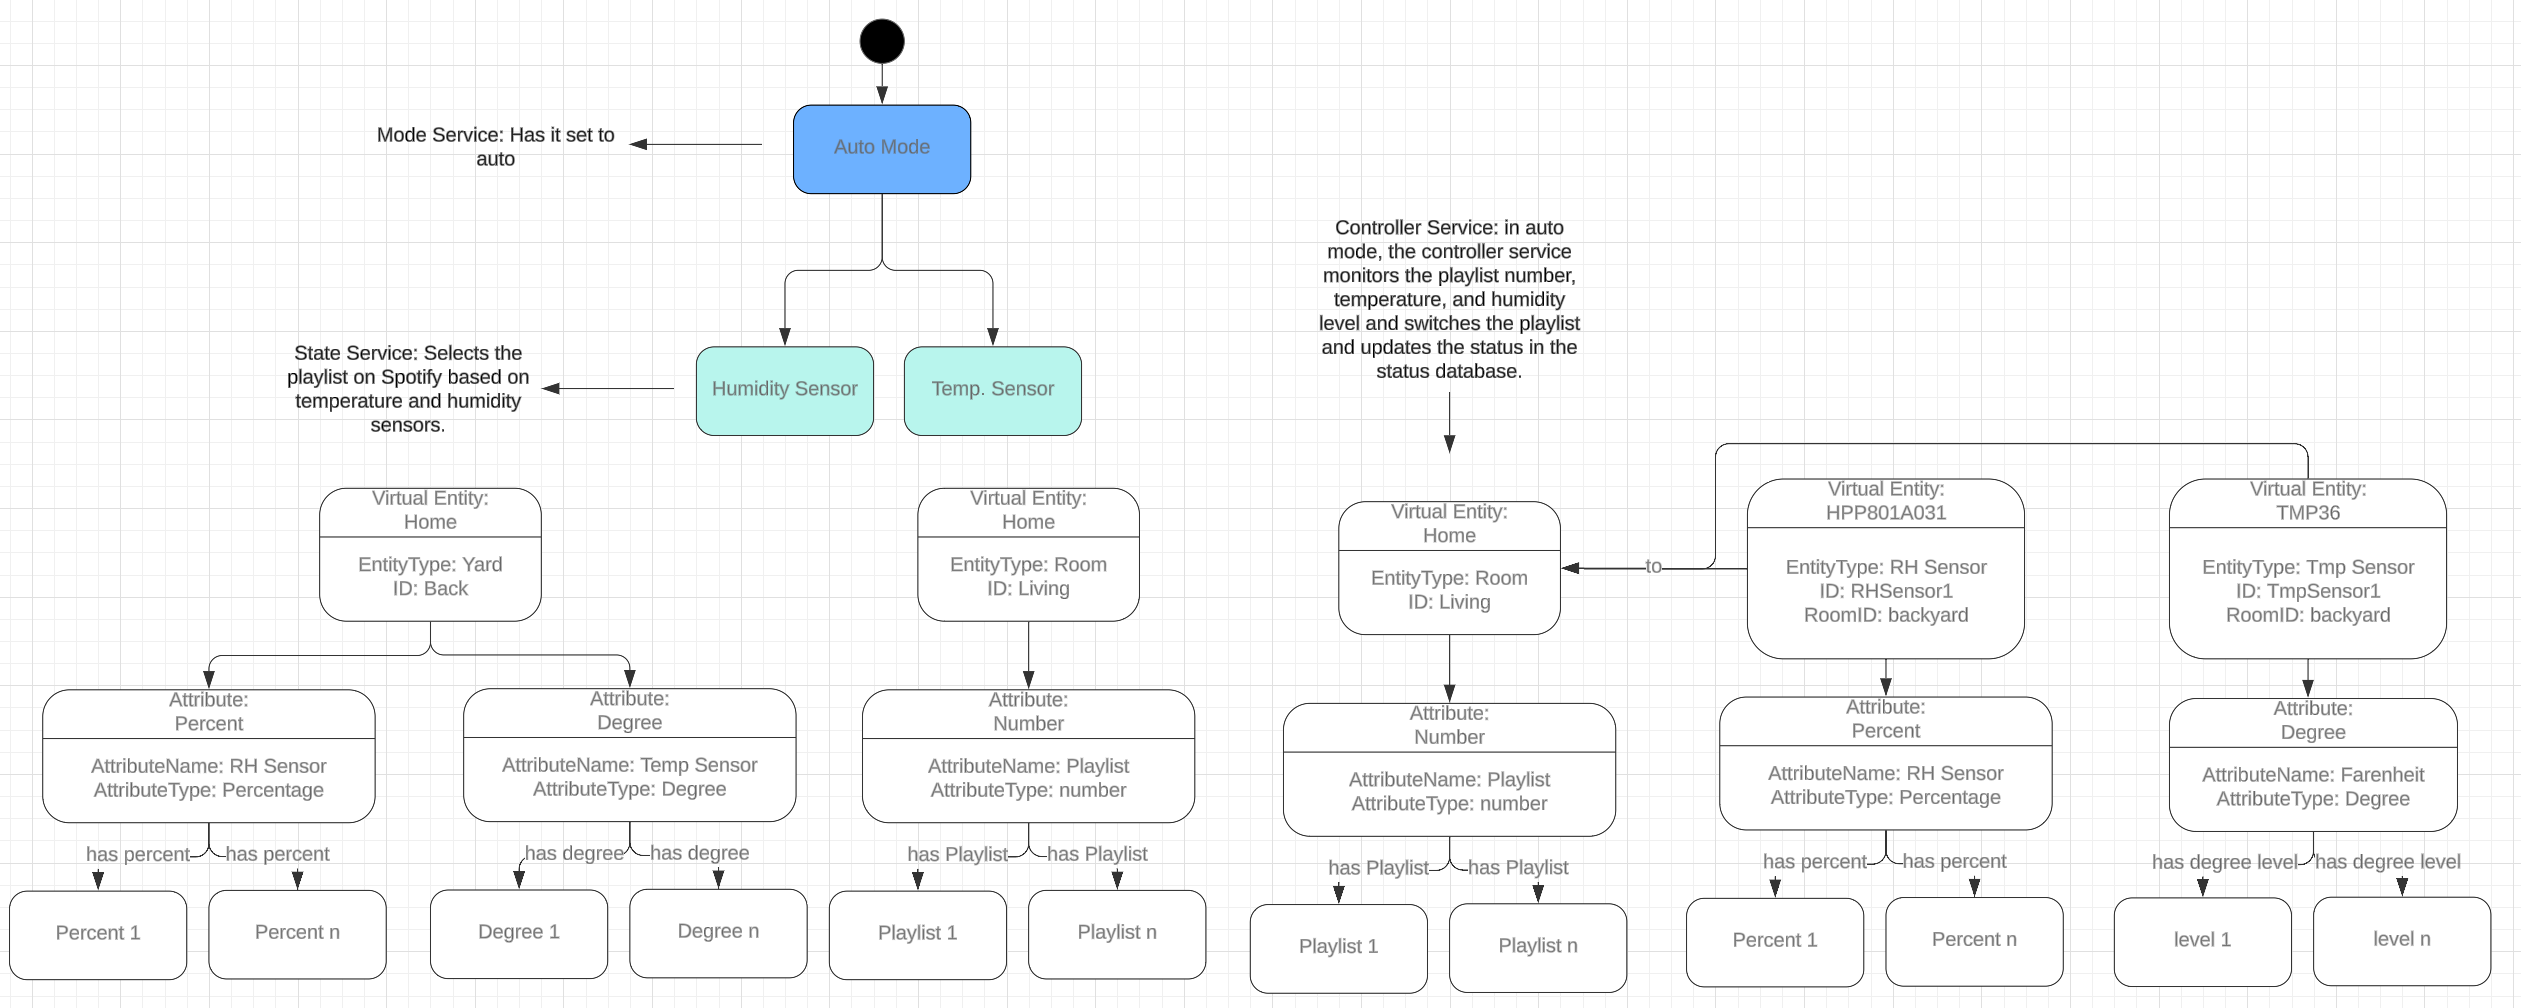 Auto Mode
Mode Service: Has it set to
auto
Controller Service: in auto
mode, the controller service
monitors the playlist number,
temperature, and humidity
level and switches the playlist
and updates the status in the
status database.
State Service: Selects the
playlist on Spotify based on
temperature and humidity
sensors.
Humidity Sensor
Temp. Sensor
Virtual Entity:
Home
EntityType: Yard
ID: Back
Virtual Entity:
Home
EntityType: Room
ID: Living
Virtual Entity:
Home
EntityType: Room
ID: Living
to
Virtual Entity:
HPP801A031
EntityType: RH Sensor
ID: RHSensor1
RoomID: backyard
Virtual Entity:
TMP36
EntityType: Tmp Sensor
ID: TmpSensor1
RoomID: backyard
Attribute:
Percent
AttributeName: RH Sensor
AttributeType: Percentage
Attribute:
Degree
AttributeName: Temp Sensor
AttributeType: Degree
Attribute:
Number
AttributeName: Playlist
AttributeType: number
Attribute:
Number
AttributeName: Playlist
AttributeType: number
Attribute:
Percent
AttributeName: RH Sensor
AttributeType: Percentage
Attribute:
Degree
AttributeName: Farenheit
AttributeType: Degree
has percent
has percent
has degree
has degree
has Playlist
has Playlist
has Playlist
has Playlist
has percent
has percent
has degree level
has degree level
Percent 1
Percent n
Degree 1
Degree n
Playlist 1
Playlist n
Playlist 1
Playlist n
Percent 1
Percent n
level 1
level n